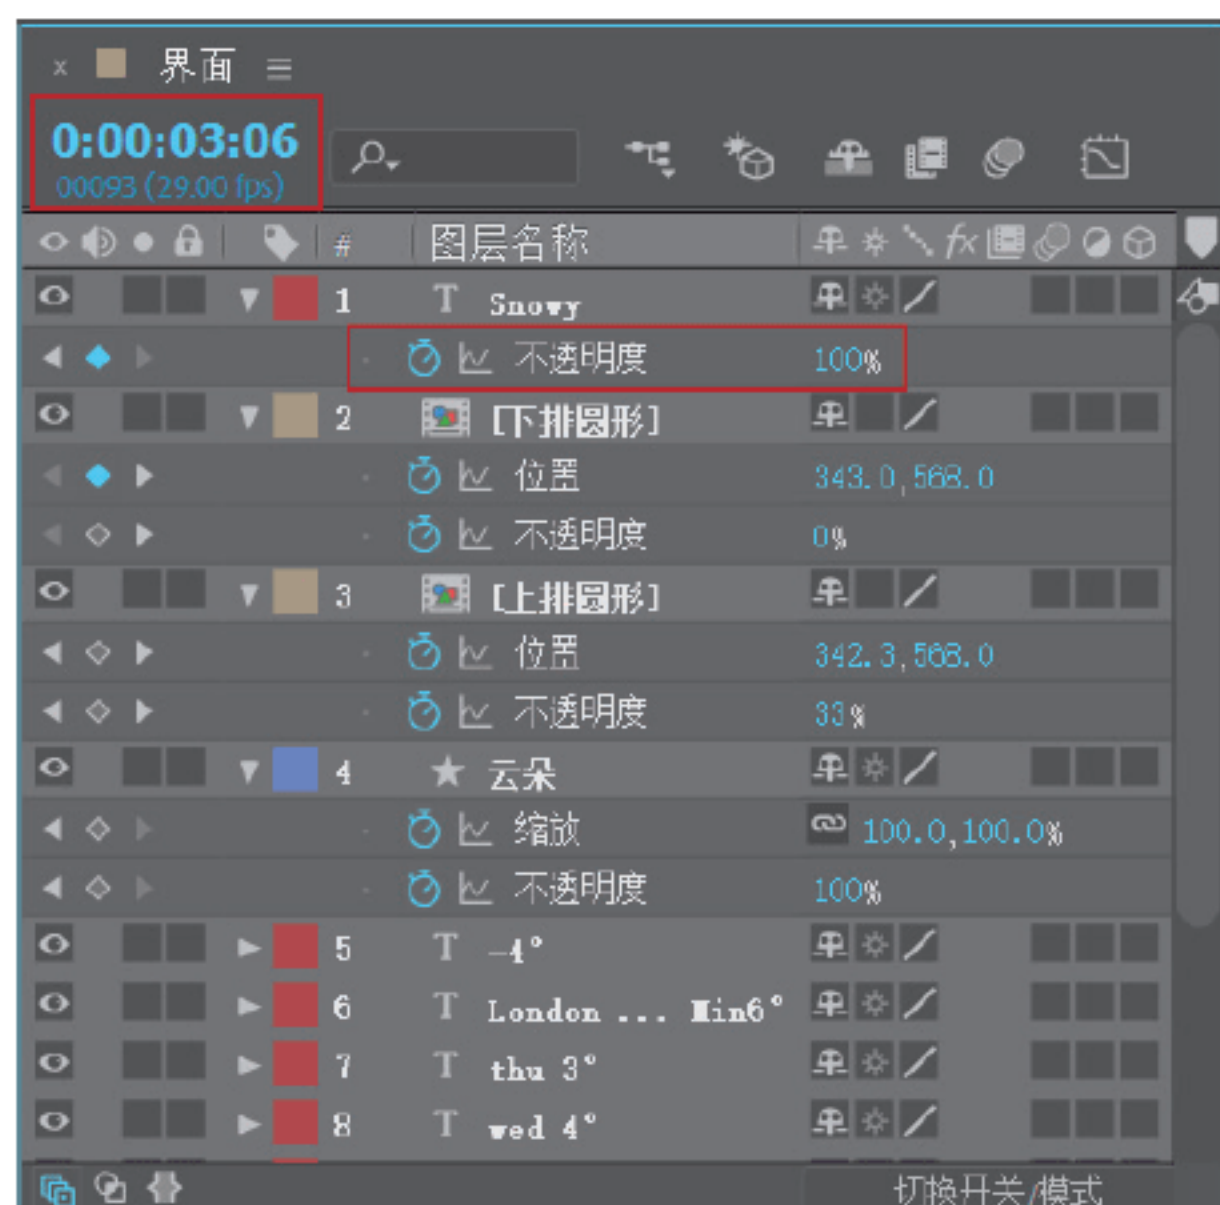 x 界面
0:00:03:06
00093 (29.00 fps)
# 图层名称 fx
1 T Snowy
不透明度 100%
2 [下排圆形]
位置 343.0,568.0
不透明度 0%
3 [上排圆形]
位置 342.3,568.0
不透明度 33%
4 云朵
缩放 100.0,100.0%
不透明度 100%
5 T -4°
6 T London ... Min6°
7 T thu 3°
8 T wed 4°
切换开关/模式